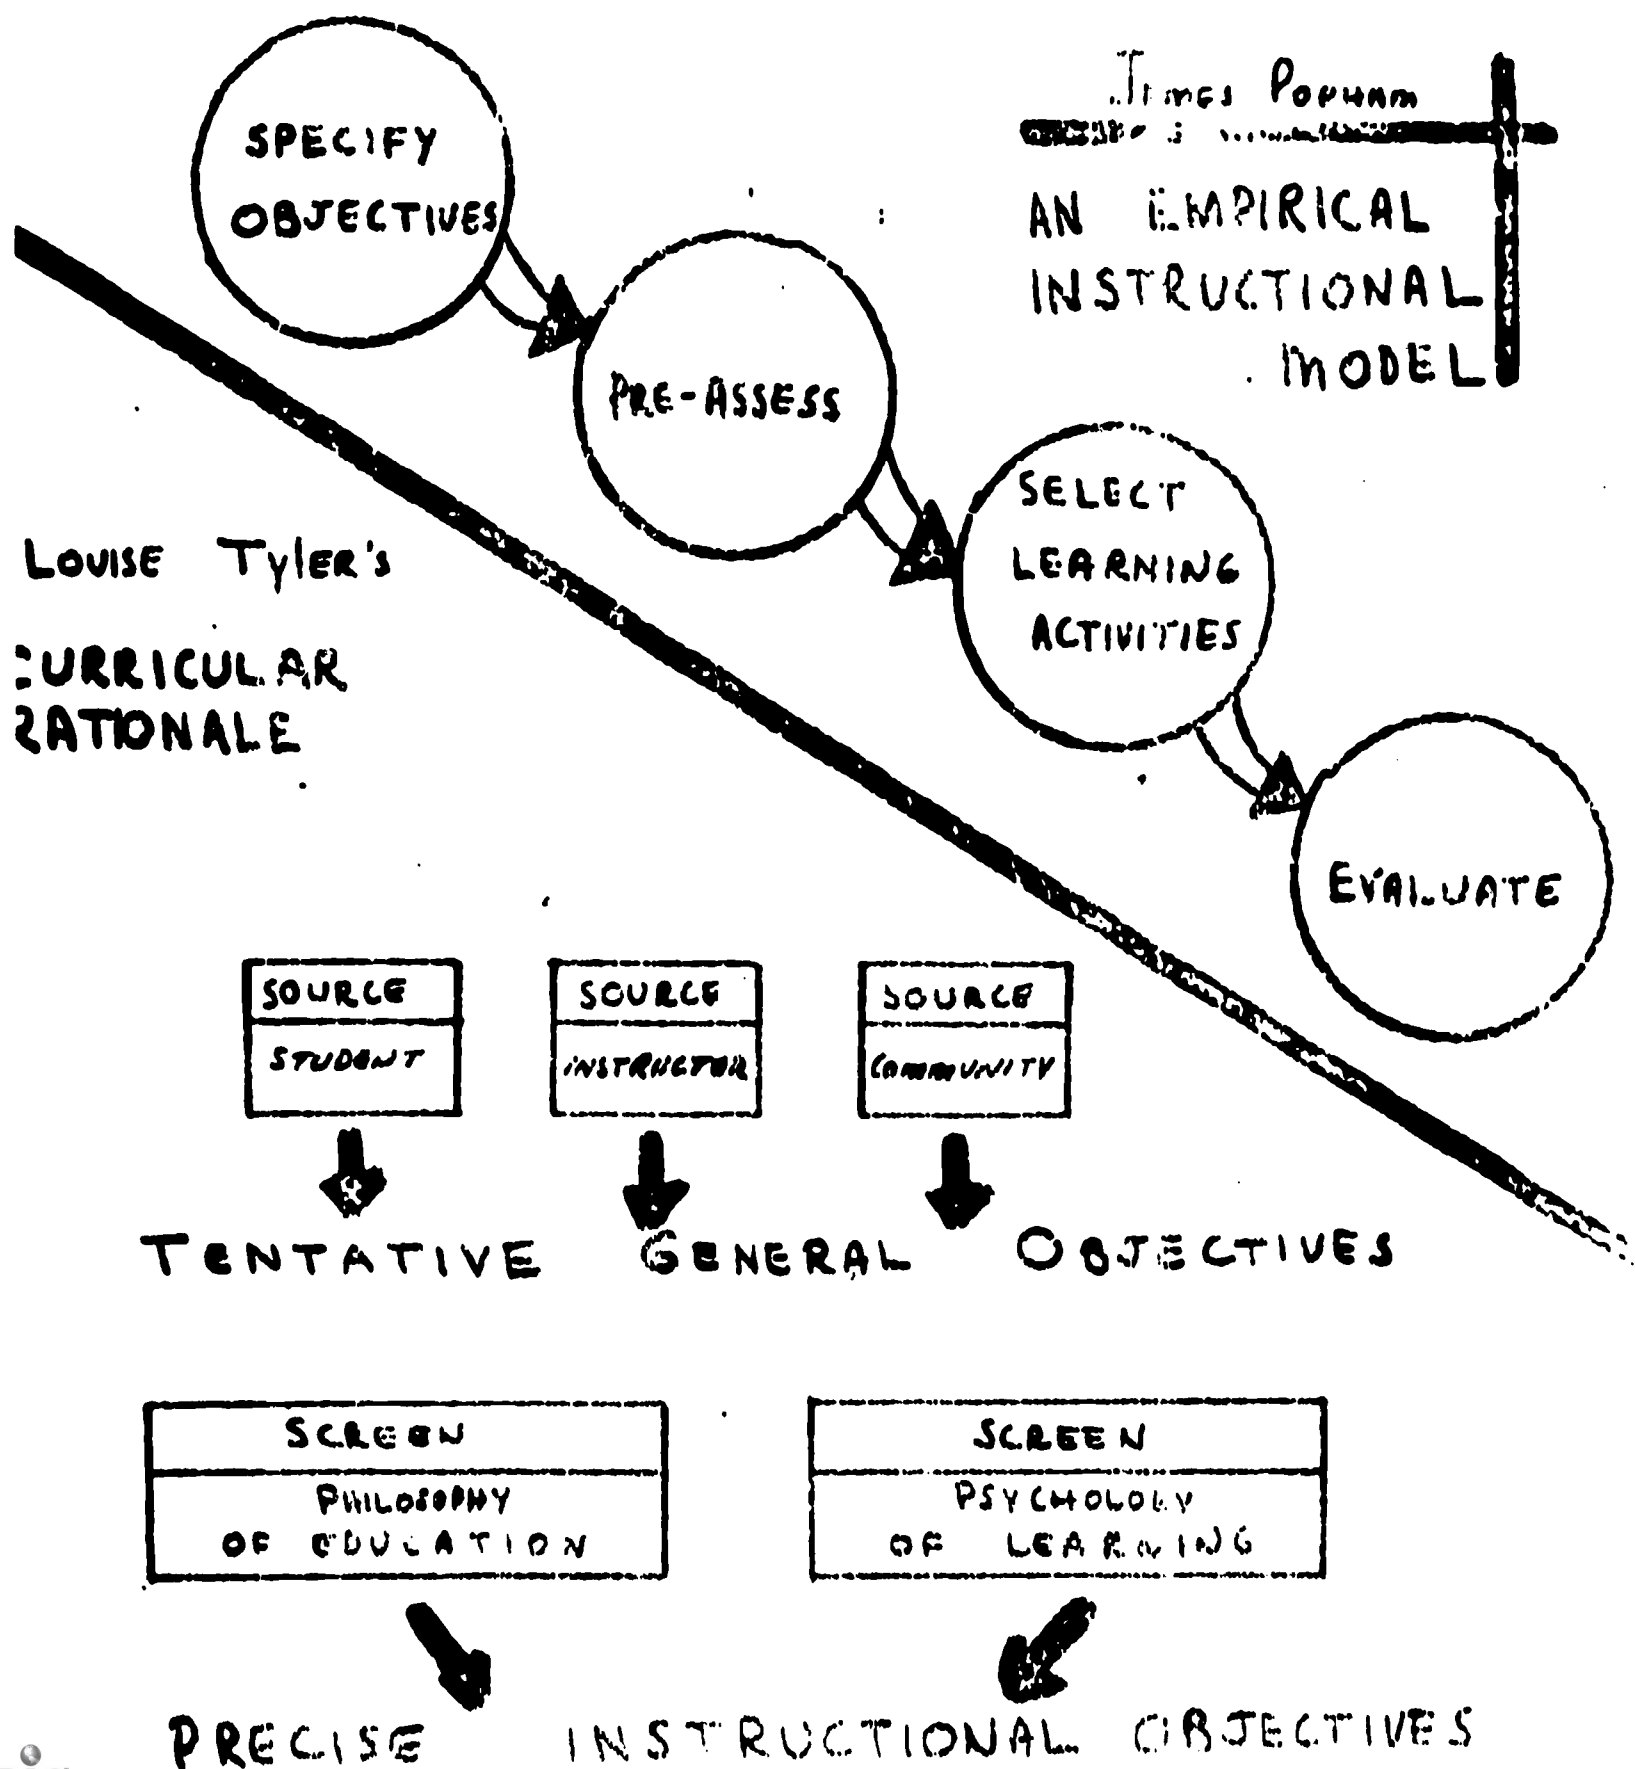 SPECIFY
OBJECTIVES
JAMES POPHAM
AN EMPIRICAL
INSTRUCTIONAL
MODEL
PRE-ASSESS
SELECT
LEARNING
ACTIVITIES
EVALUATE
LOUISE TYLER'S
CURRICULAR
RATIONALE
SOURCE
STUDENT
SOURCE
INSTRUCTOR
SOURCE
COMMUNITY
TENTATIVE GENERAL OBJECTIVES
SCREEN
PHILOSOPHY
OF EDUCATION
SCREEN
PSYCHOLOGY
OF LEARNING
PRECISE INSTRUCTIONAL OBJECTIVES